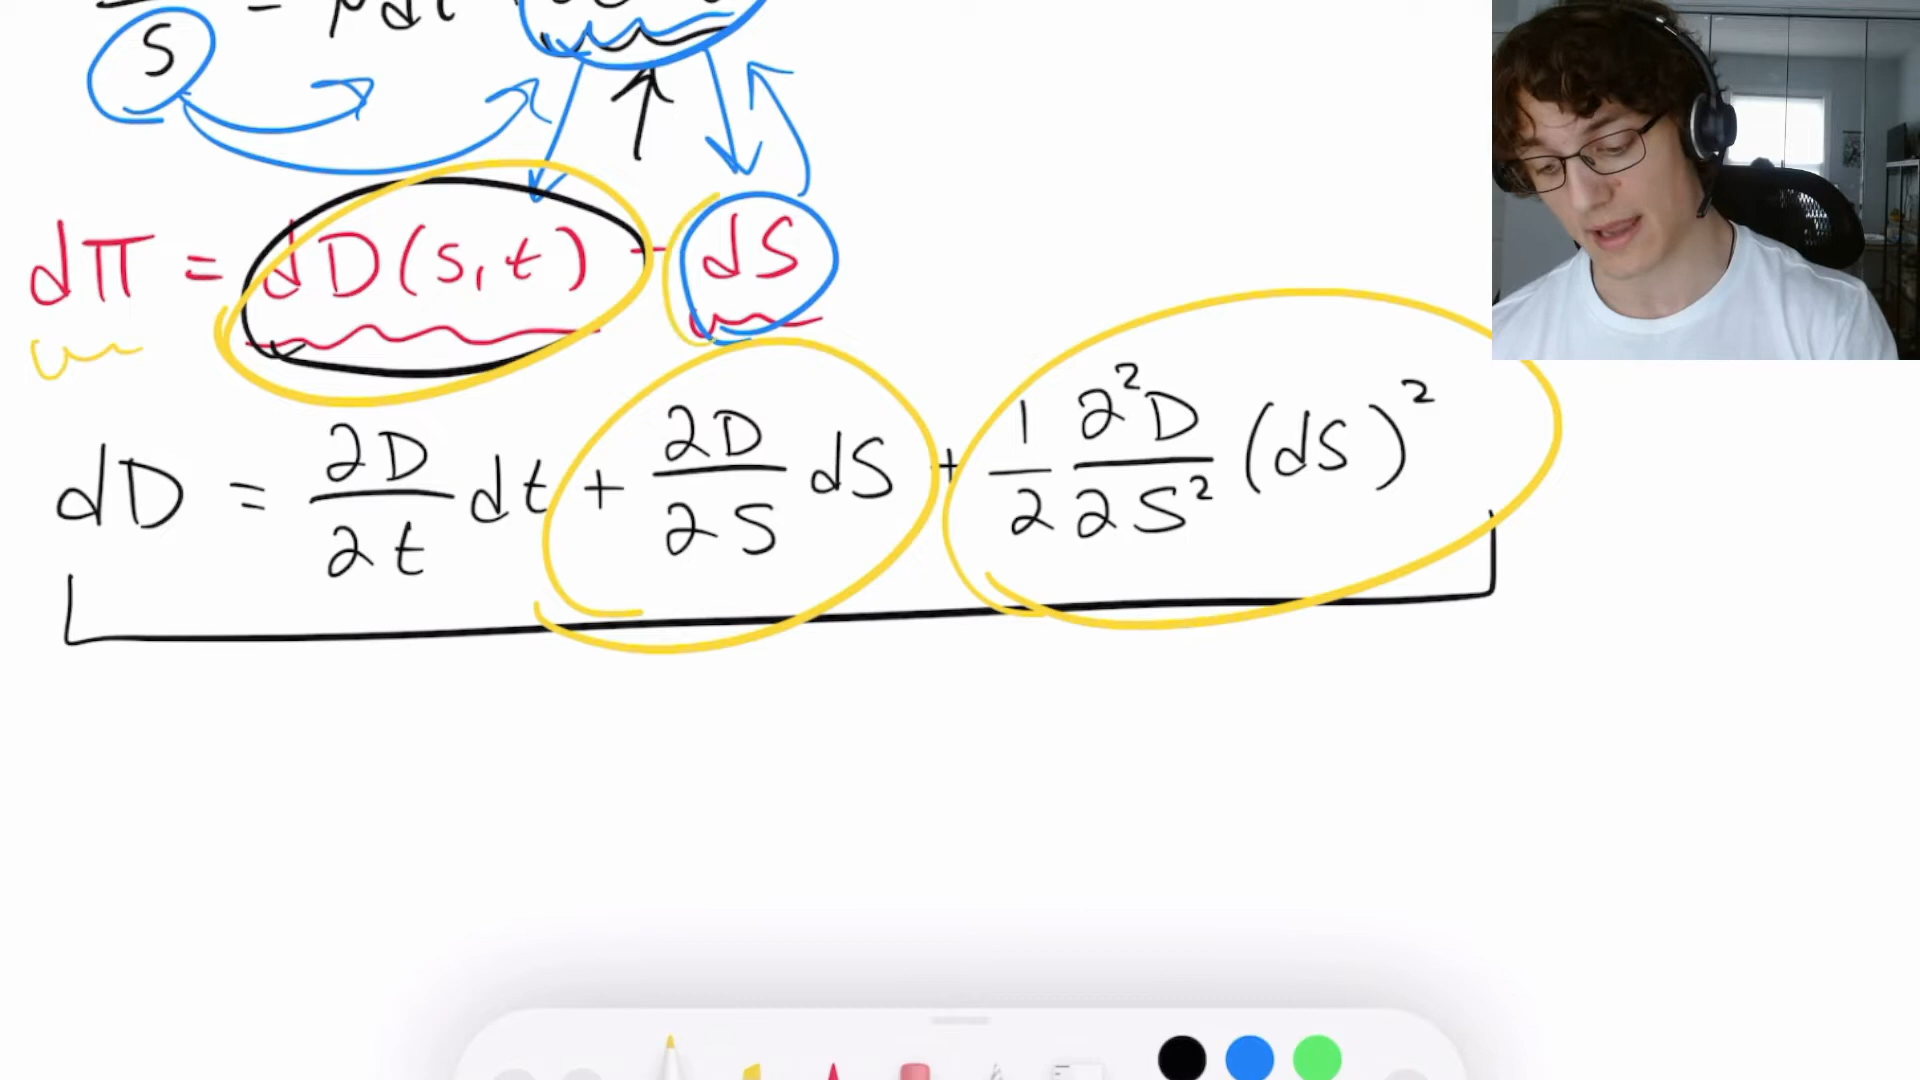 S
dΠ = dD(s,t) - dS
dD = ∂D/∂t dt + ∂D/∂S dS + 1/2 ∂²D/∂S² (dS)²